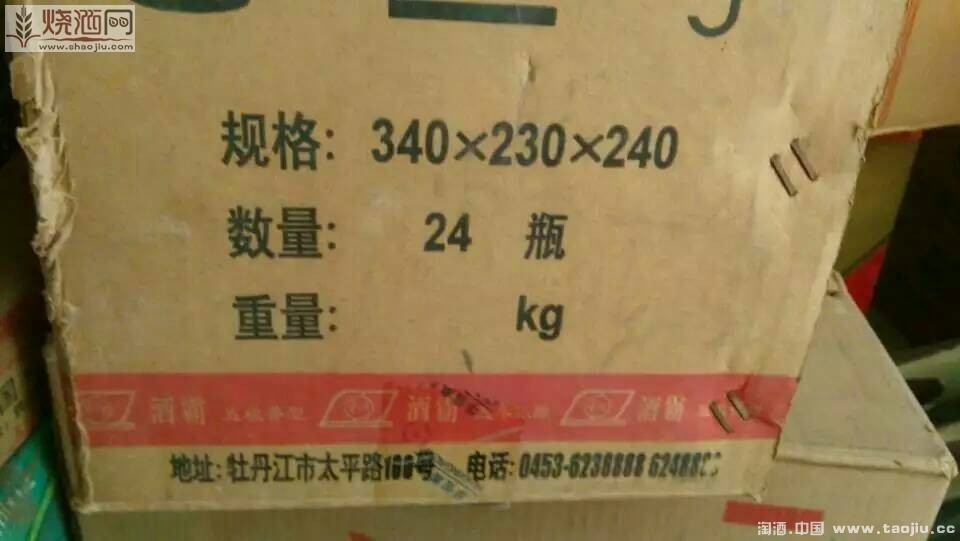 烧酒网
www.shaojiu.com
规格: 340×230×240
数量: 24 瓶
重量: kg
酒霸 酒霸 酒霸
地址: 牡丹江市太平路100号 电话: 0453-6238888
淘酒.中国 www.taojiu.cc